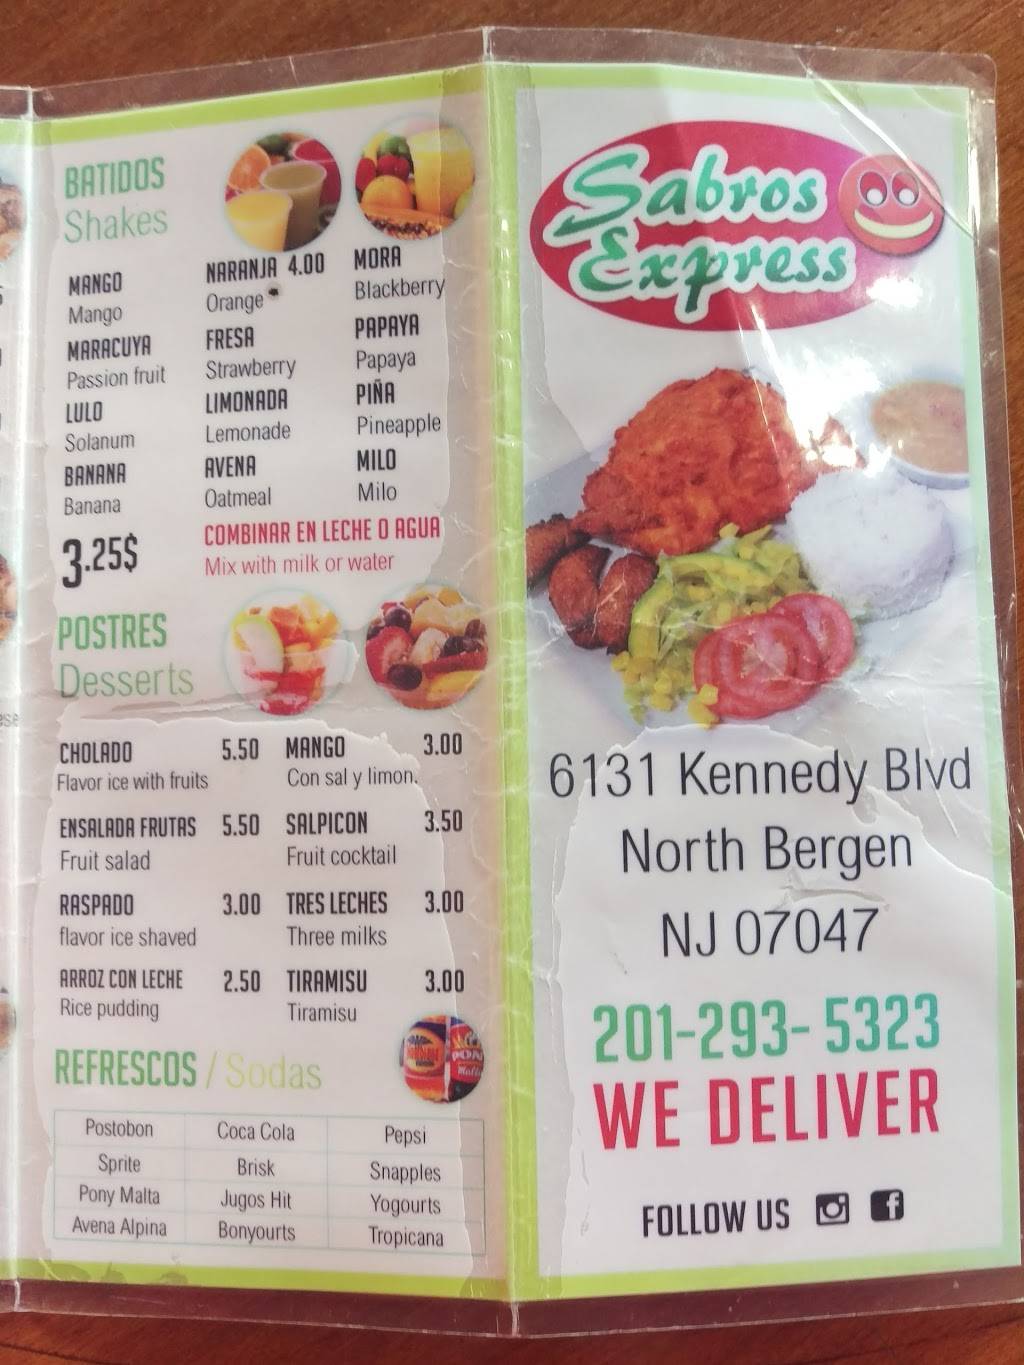 BATIDOS
Shakes
MANGO
Mango
NARANJA 4.00
Orange
MORA
Blackberry
MARACUYA
Passion fruit
FRESA
Strawberry
PAPAYA
Papaya
LULO
Solanum
LIMONADA
Lemonade
PIÑA
Pineapple
BANANA
Banana
AVENA
Oatmeal
MILO
Milo
3.25$
COMBINAR EN LECHE O AGUA
Mix with milk or water
POSTRES
Desserts
CHOLADO 5.50
Flavor ice with fruits
MANGO 3.00
Con sal y limon.
ENSALADA FRUTAS 5.50
Fruit salad
SALPICON 3.50
Fruit cocktail
RASPADO 3.00
flavor ice shaved
TRES LECHES 3.00
Three milks
ARROZ CON LECHE 2.50
Rice pudding
TIRAMISU 3.00
Tiramisu
REFRESCOS / Sodas
Postobon Coca Cola Pepsi
Sprite Brisk Snapples
Pony Malta Jugos Hit Yogourts
Avena Alpina Bonyourts Tropicana
Sabros
Express
6131 Kennedy Blvd
North Bergen
NJ 07047
201-293- 5323
WE DELIVER
FOLLOW US